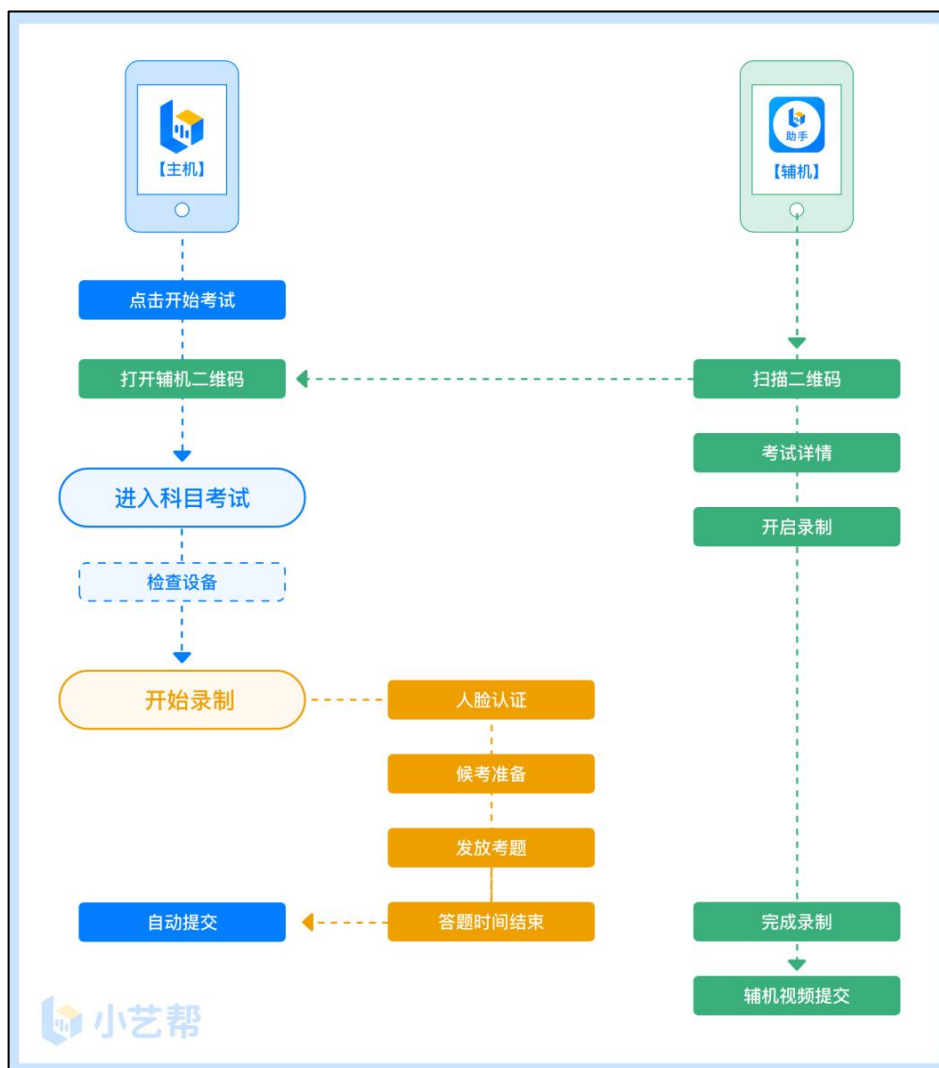 【主机】
助手
【辅机】
点击开始考试
打开辅机二维码
扫描二维码
考试详情
进入科目考试
开启录制
检查设备
开始录制
人脸认证
候考准备
发放考题
自动提交
答题时间结束
完成录制
辅机视频提交
小艺帮